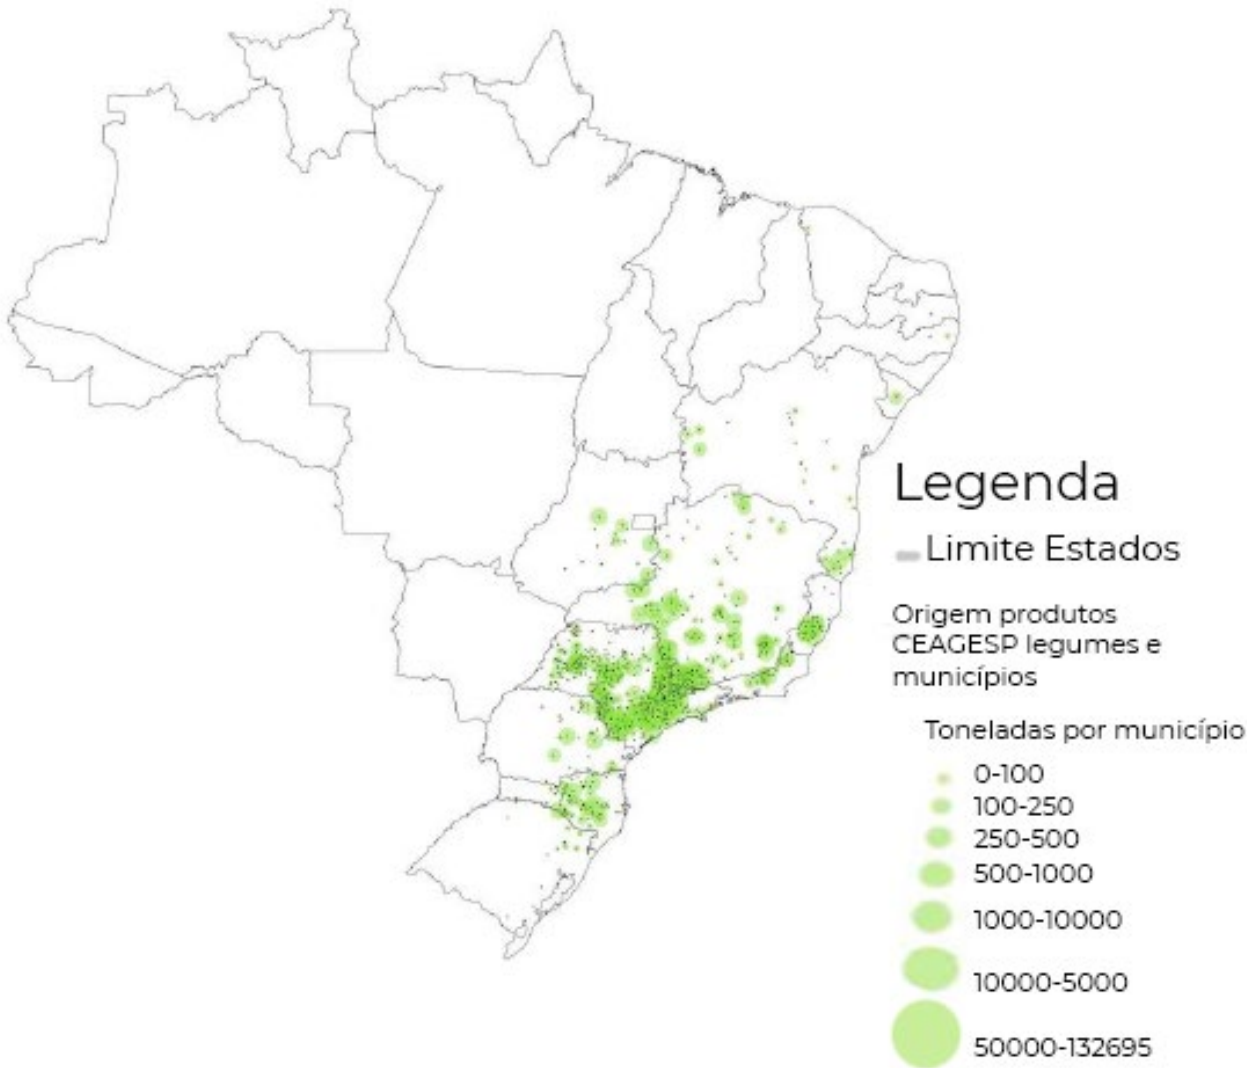 Legenda
Limite Estados
Origem produtos
CEAGESP legumes e
municípios
Toneladas por município
0-100
100-250
250-500
500-1000
1000-10000
10000-5000
50000-132695